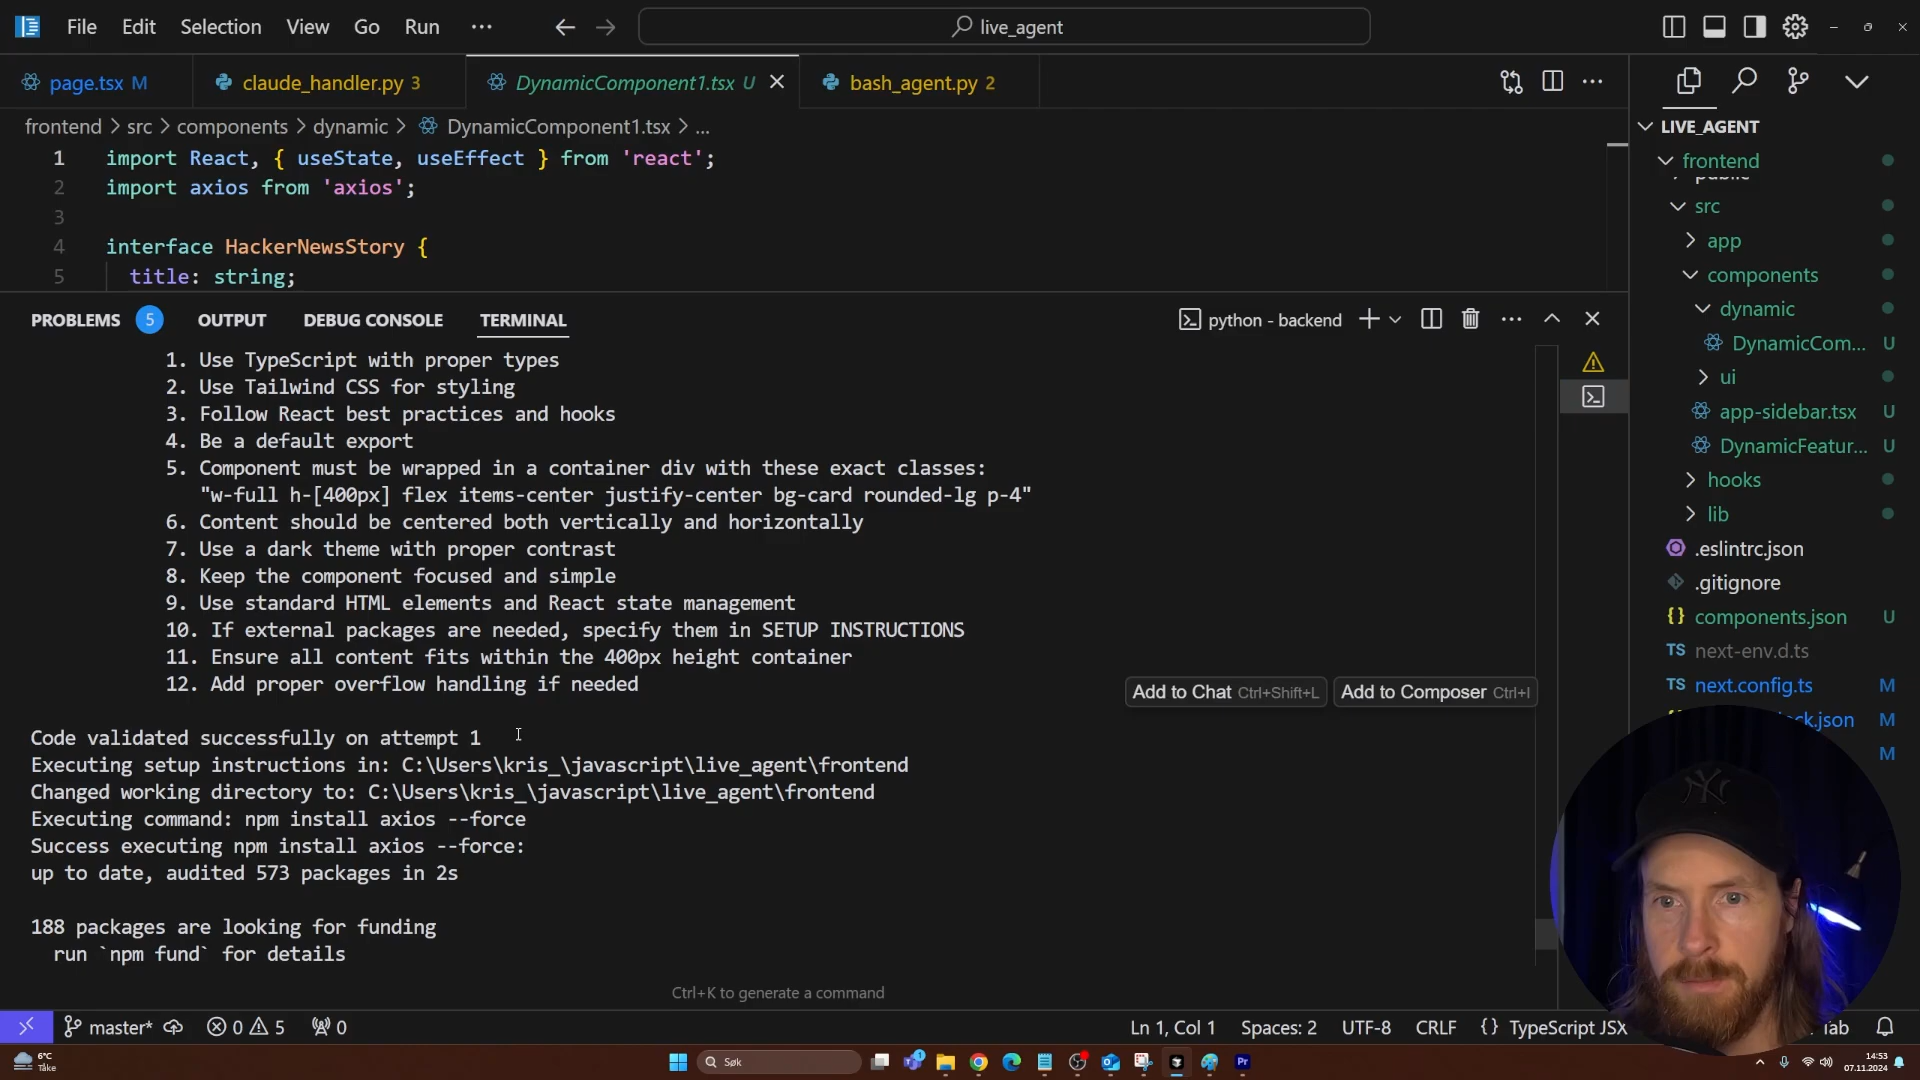 File Edit Selection View Go Run ...
live_agent
page.tsx M
claude_handler.py 3
DynamicComponent1.tsx U
bash_agent.py 2
frontend > src > components > dynamic > DynamicComponent1.tsx > ...
1 import React, { useState, useEffect } from 'react';
2 import axios from 'axios';
3
4 interface HackerNewsStory {
5 title: string;
PROBLEMS 5 OUTPUT DEBUG CONSOLE TERMINAL
python - backend
1. Use TypeScript with proper types
2. Use Tailwind CSS for styling
3. Follow React best practices and hooks
4. Be a default export
5. Component must be wrapped in a container div with these exact classes:
"w-full h-[400px] flex items-center justify-center bg-card rounded-lg p-4"
6. Content should be centered both vertically and horizontally
7. Use a dark theme with proper contrast
8. Keep the component focused and simple
9. Use standard HTML elements and React state management
10. If external packages are needed, specify them in SETUP INSTRUCTIONS
11. Ensure all content fits within the 400px height container
12. Add proper overflow handling if needed
Add to Chat Ctrl+Shift+L Add to Composer Ctrl+I
Code validated successfully on attempt 1
Executing setup instructions in: C:\Users\kris_\javascript\live_agent\frontend
Changed working directory to: C:\Users\kris_\javascript\live_agent\frontend
Executing command: npm install axios --force
Success executing npm install axios --force:
up to date, audited 573 packages in 2s
188 packages are looking for funding
run `npm fund` for details
Ctrl+K to generate a command
LIVE_AGENT
frontend
public
src
app
components
dynamic
DynamicCom... U
ui
app-sidebar.tsx U
DynamicFeatur... U
hooks
lib
.eslintrc.json
.gitignore
components.json U
next-env.d.ts
next.config.ts M
ck.json M
M
master* 0 5 0
Ln 1, Col 1 Spaces: 2 UTF-8 CRLF {} TypeScript JSX Tab
6°C
Tåke
Søk
14:53
07.11.2024